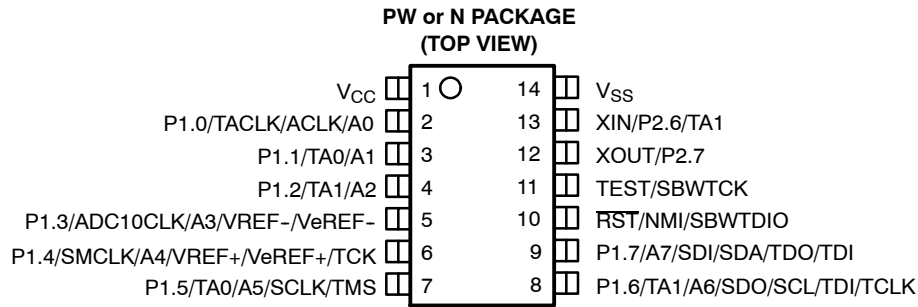 PW or N PACKAGE
(TOP VIEW)
VCC 1 14 VSS
P1.0/TACLK/ACLK/A0 2 13 XIN/P2.6/TA1
P1.1/TA0/A1 3 12 XOUT/P2.7
P1.2/TA1/A2 4 11 TEST/SBWTCK
P1.3/ADC10CLK/A3/VREF−/VeREF− 5 10 RST/NMI/SBWTDIO
P1.4/SMCLK/A4/VREF+/VeREF+/TCK 6 9 P1.7/A7/SDI/SDA/TDO/TDI
P1.5/TA0/A5/SCLK/TMS 7 8 P1.6/TA1/A6/SDO/SCL/TDI/TCLK